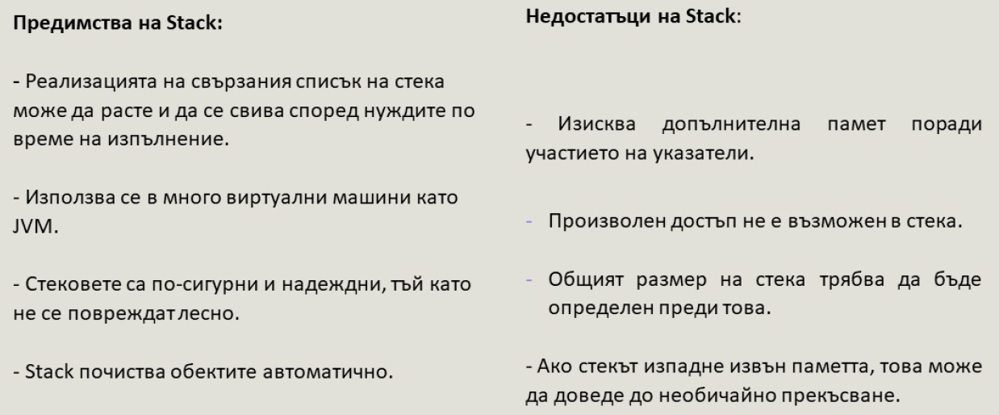 Предимства на Stack:
- Реализацията на свързания списък на стека
може да расте и да се свива според нуждите по
време на изпълнение.
- Използва се в много виртуални машини като
JVM.
- Стековете са по-сигурни и надеждни, тъй като
не се повреждат лесно.
- Stack почиства обектите автоматично.
Недостатъци на Stack:
- Изисква допълнителна памет поради
участието на указатели.
- Произволен достъп не е възможен в стека.
- Общият размер на стека трябва да бъде
определен преди това.
- Ако стекът изпадне извън паметта, това може
да доведе до необичайно прекъсване.